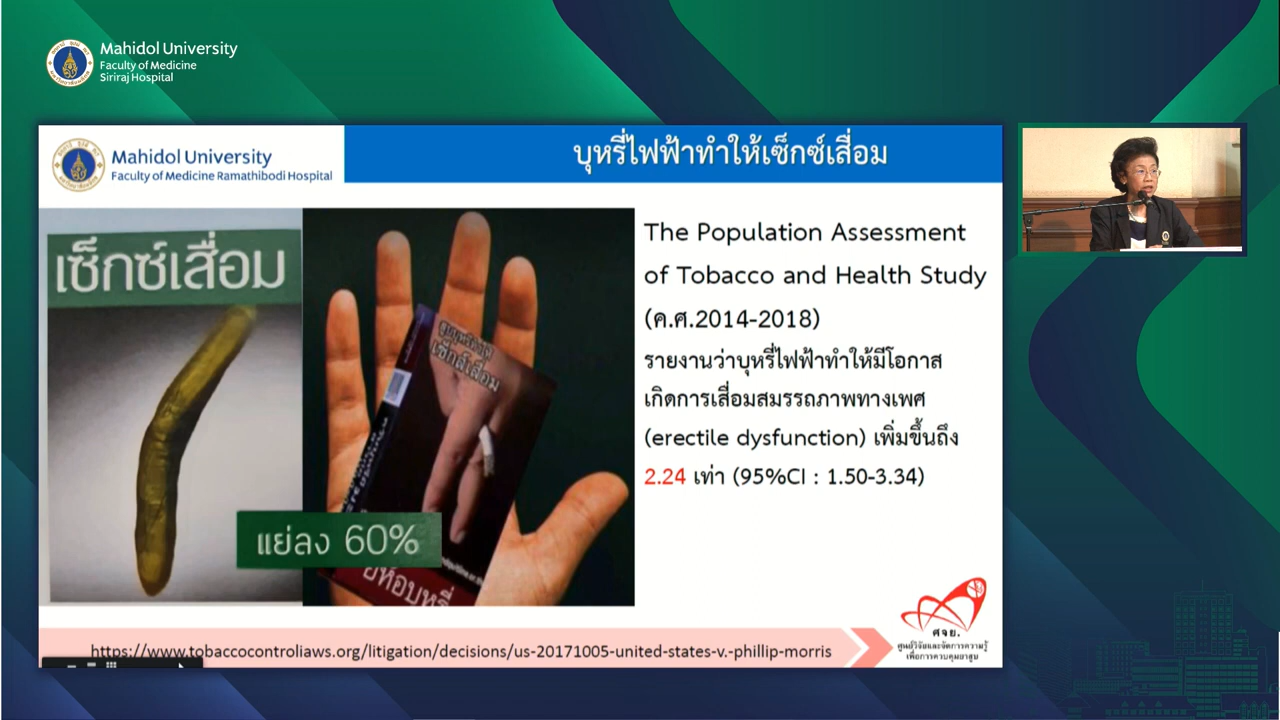 Mahidol University
Faculty of Medicine
Siriraj Hospital
Mahidol University
Faculty of Medicine Ramathibodi Hospital
บุหรี่ไฟฟ้าทำให้เซ็กซ์เสื่อม
เซ็กซ์เสื่อม
เซ็กส์เสื่อม
แย่ลง 60%
The Population Assessment
of Tobacco and Health Study
(ค.ศ.2014-2018)
รายงานว่าบุหรี่ไฟฟ้าทำให้มีโอกาส
เกิดการเสื่อมสมรรถภาพทางเพศ
(erectile dysfunction) เพิ่มขึ้นถึง
2.24 เท่า (95%CI : 1.50-3.34)
https://www.tobaccocontroliaws.org/litigation/decisions/us-20171005-united-states-v.-phillip-morris
ศจย.
ศูนย์วิจัยและจัดการความรู้
เพื่อการควบคุมยาสูบ